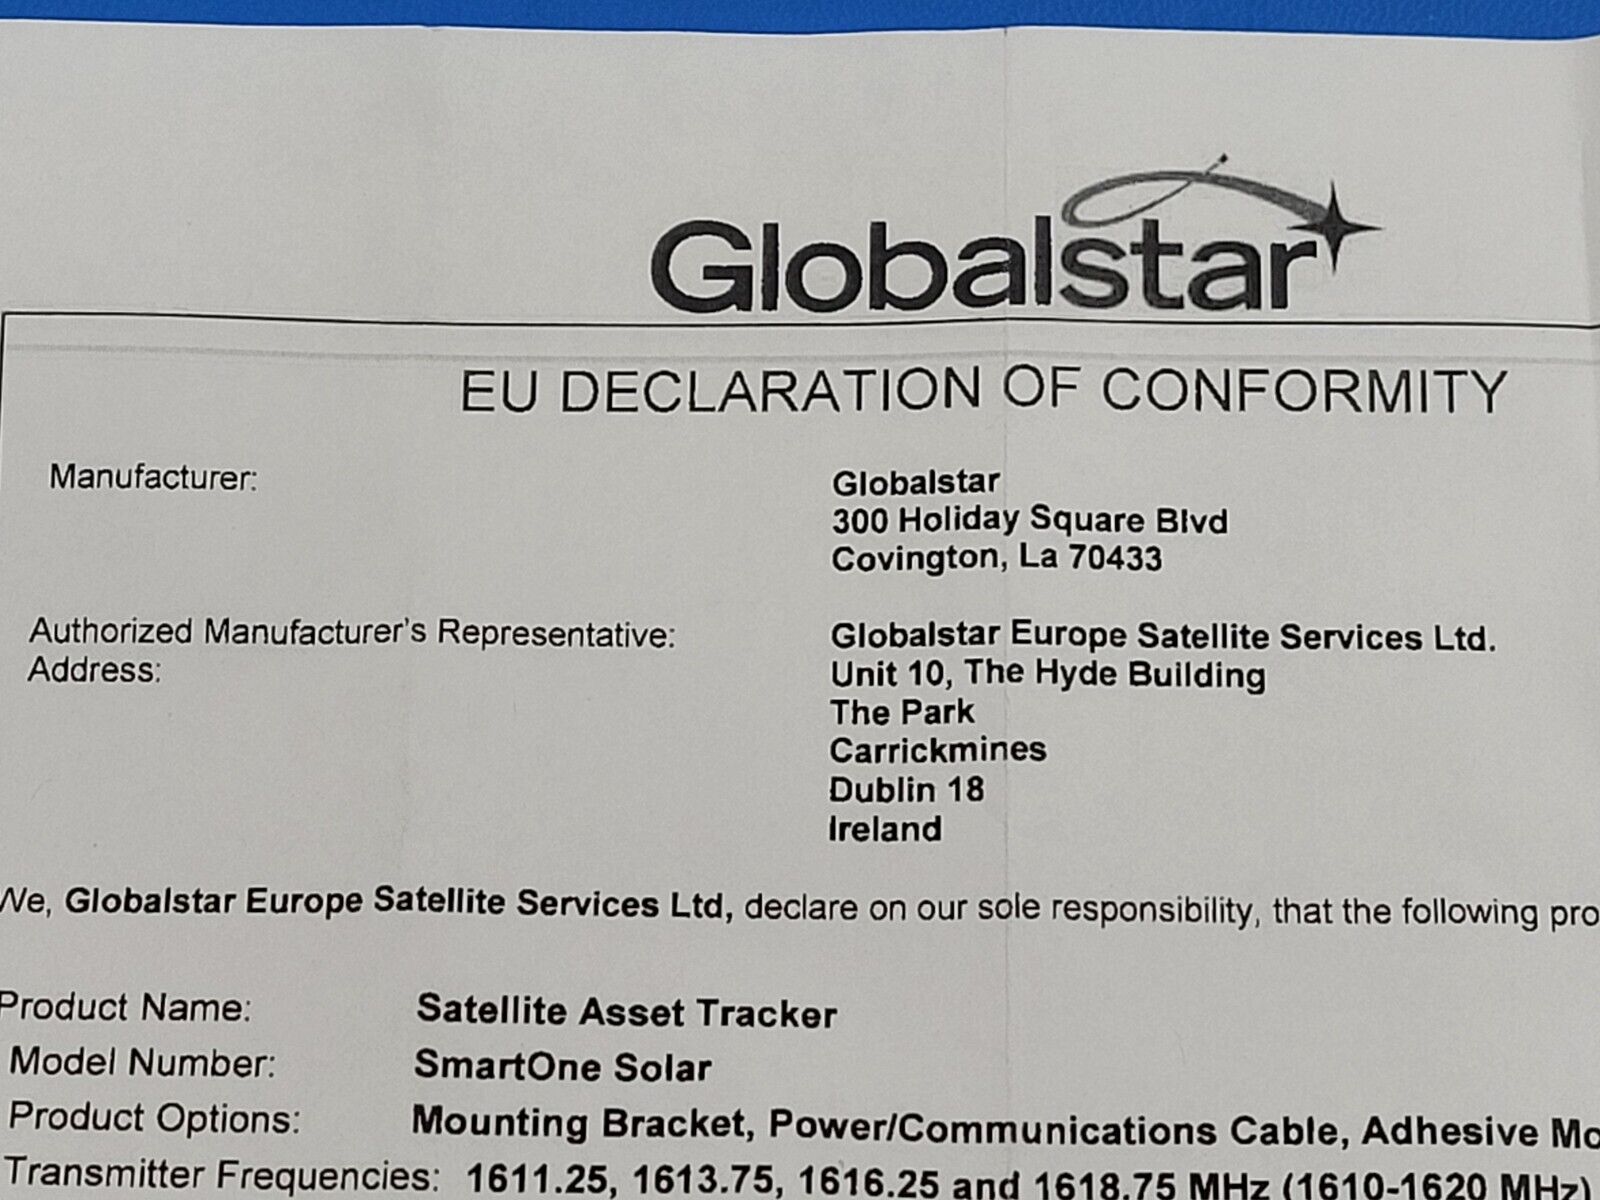 Globalstar
EU DECLARATION OF CONFORMITY
Manufacturer:
Globalstar
300 Holiday Square Blvd
Covington, La 70433
Authorized Manufacturer's Representative:
Address:
Globalstar Europe Satellite Services Ltd.
Unit 10, The Hyde Building
The Park
Carrickmines
Dublin 18
Ireland
We, Globalstar Europe Satellite Services Ltd, declare on our sole responsibility, that the following pro
Product Name: Satellite Asset Tracker
Model Number: SmartOne Solar
Product Options: Mounting Bracket, Power/Communications Cable, Adhesive Mo
Transmitter Frequencies: 1611.25, 1613.75, 1616.25 and 1618.75 MHz (1610-1620 MHz)